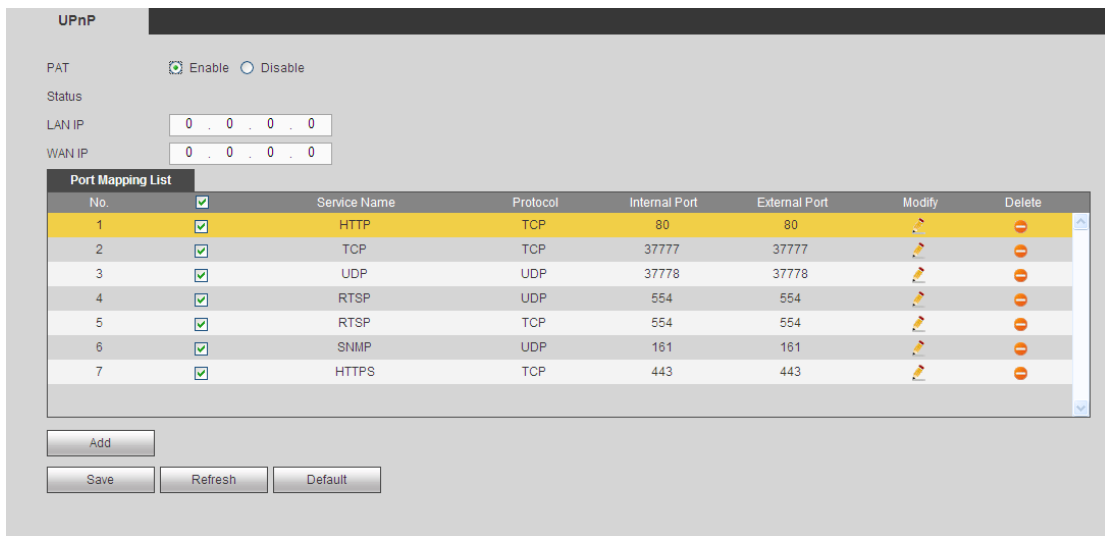 UPnP
PAT Enable Disable
Status
LAN IP 0 . 0 . 0 . 0
WAN IP 0 . 0 . 0 . 0
Port Mapping List
No. Service Name Protocol Internal Port External Port Modify Delete
1 HTTP TCP 80 80
2 TCP TCP 37777 37777
3 UDP UDP 37778 37778
4 RTSP UDP 554 554
5 RTSP TCP 554 554
6 SNMP UDP 161 161
7 HTTPS TCP 443 443
Add
Save Refresh Default